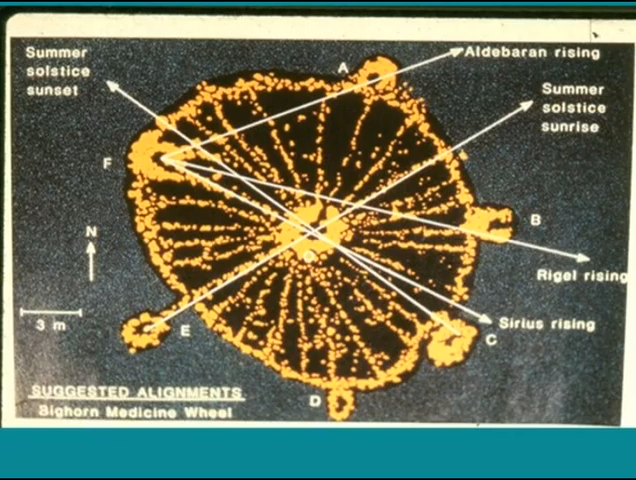 Summer
solstice
sunset
Aldebaran rising
Summer
solstice
sunrise
A
F
B
N
Rigel rising
3 m
E
O
Sirius rising
C
D
SUGGESTED ALIGNMENTS
Bighorn Medicine Wheel